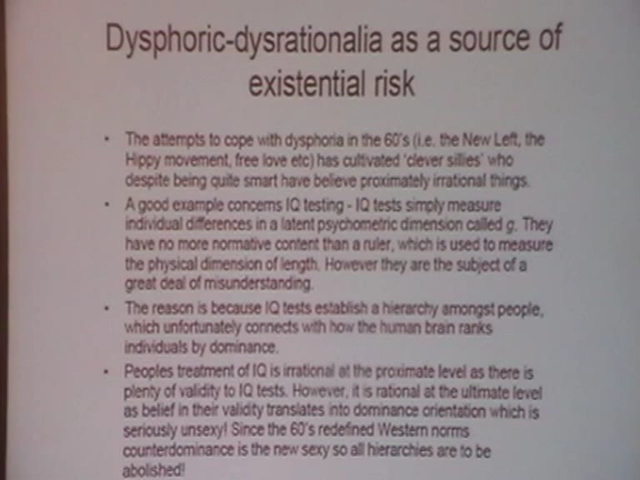 Dysphoric-dysrationalia as a source of
existential risk
• The attempts to cope with dysphoria in the 60's (i.e. the New Left, the
Hippy movement, free love etc) has cultivated 'clever sillies' who
despite being quite smart have believe proximately irrational things.
• A good example concerns IQ testing - IQ tests simply measure
individual differences in a latent psychometric dimension called g. They
have no more normative content than a ruler, which is used to measure
the physical dimension of length. However they are the subject of a
great deal of misunderstanding.
• The reason is because IQ tests establish a hierarchy amongst people,
which unfortunately connects with how the human brain ranks
individuals by dominance.
• Peoples treatment of IQ is irrational at the proximate level as there is
plenty of validity to IQ tests. However, it is rational at the ultimate level
as belief in their validity translates into dominance orientation which is
seriously unsexy! Since the 60's redefined Western norms
counterdominance is the new sexy so all hierarchies are to be
abolished!